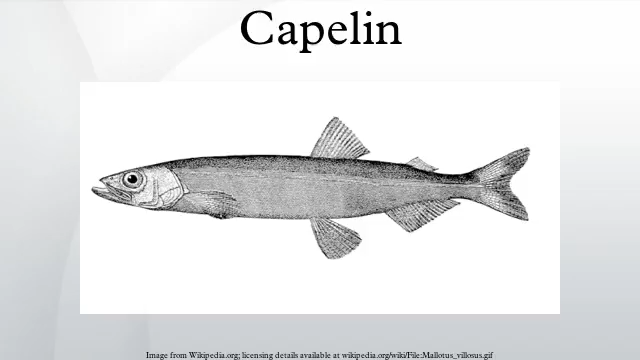 Capelin
Image from Wikipedia.org; licensing details available at wikipedia.org/wiki/File:Mallotus_villosus.gif